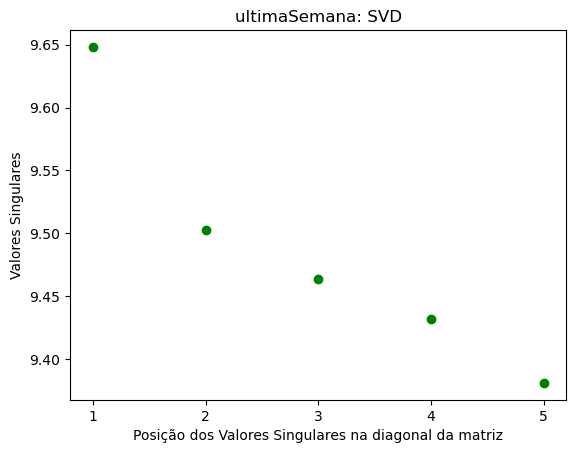 ultimaSemana: SVD
Valores Singulares
9.65
9.60
9.55
9.50
9.45
9.40
1 2 3 4 5
Posição dos Valores Singulares na diagonal da matriz